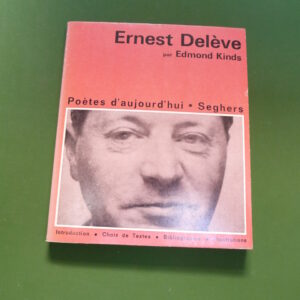 Ernest Delève
par Edmond Kinds
Poètes d'aujourd'hui • Seghers
Introduction • Choix de Textes • Bibliographie • Illustrations